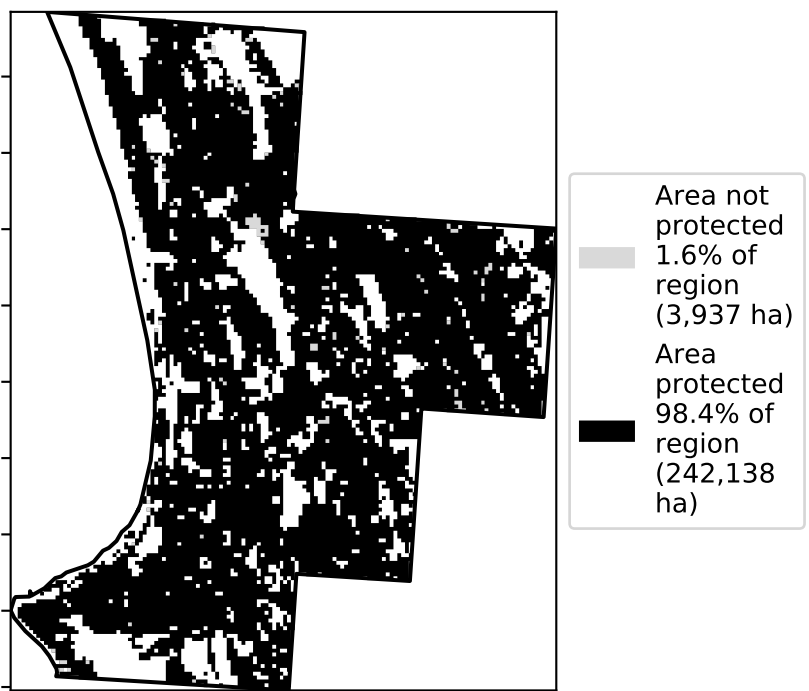 Area not
protected
1.6% of
region
(3,937 ha)
Area
protected
98.4% of
region
(242,138
ha)